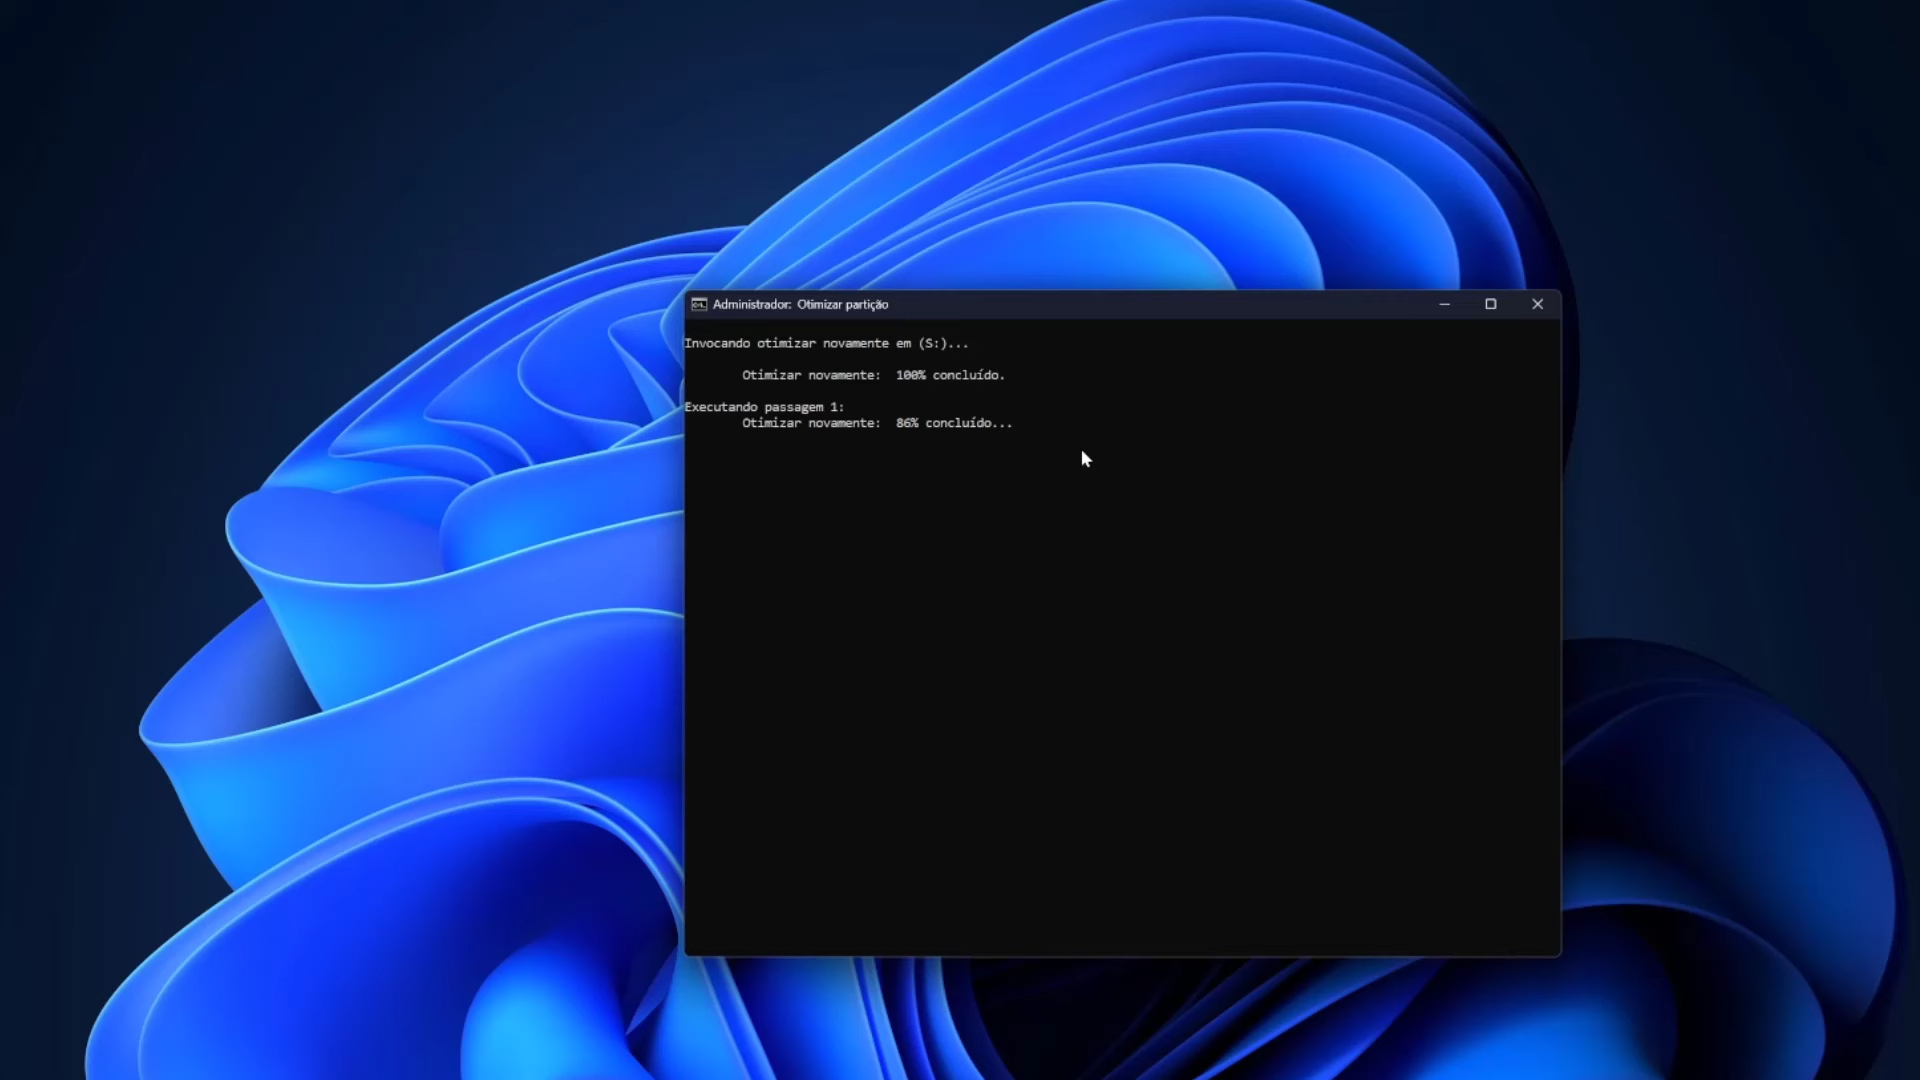 Administrador: Otimizar partição
Invocando otimizar novamente em (S:)...
Otimizar novamente: 100% concluído.
Executando passagem 1:
Otimizar novamente: 86% concluído...